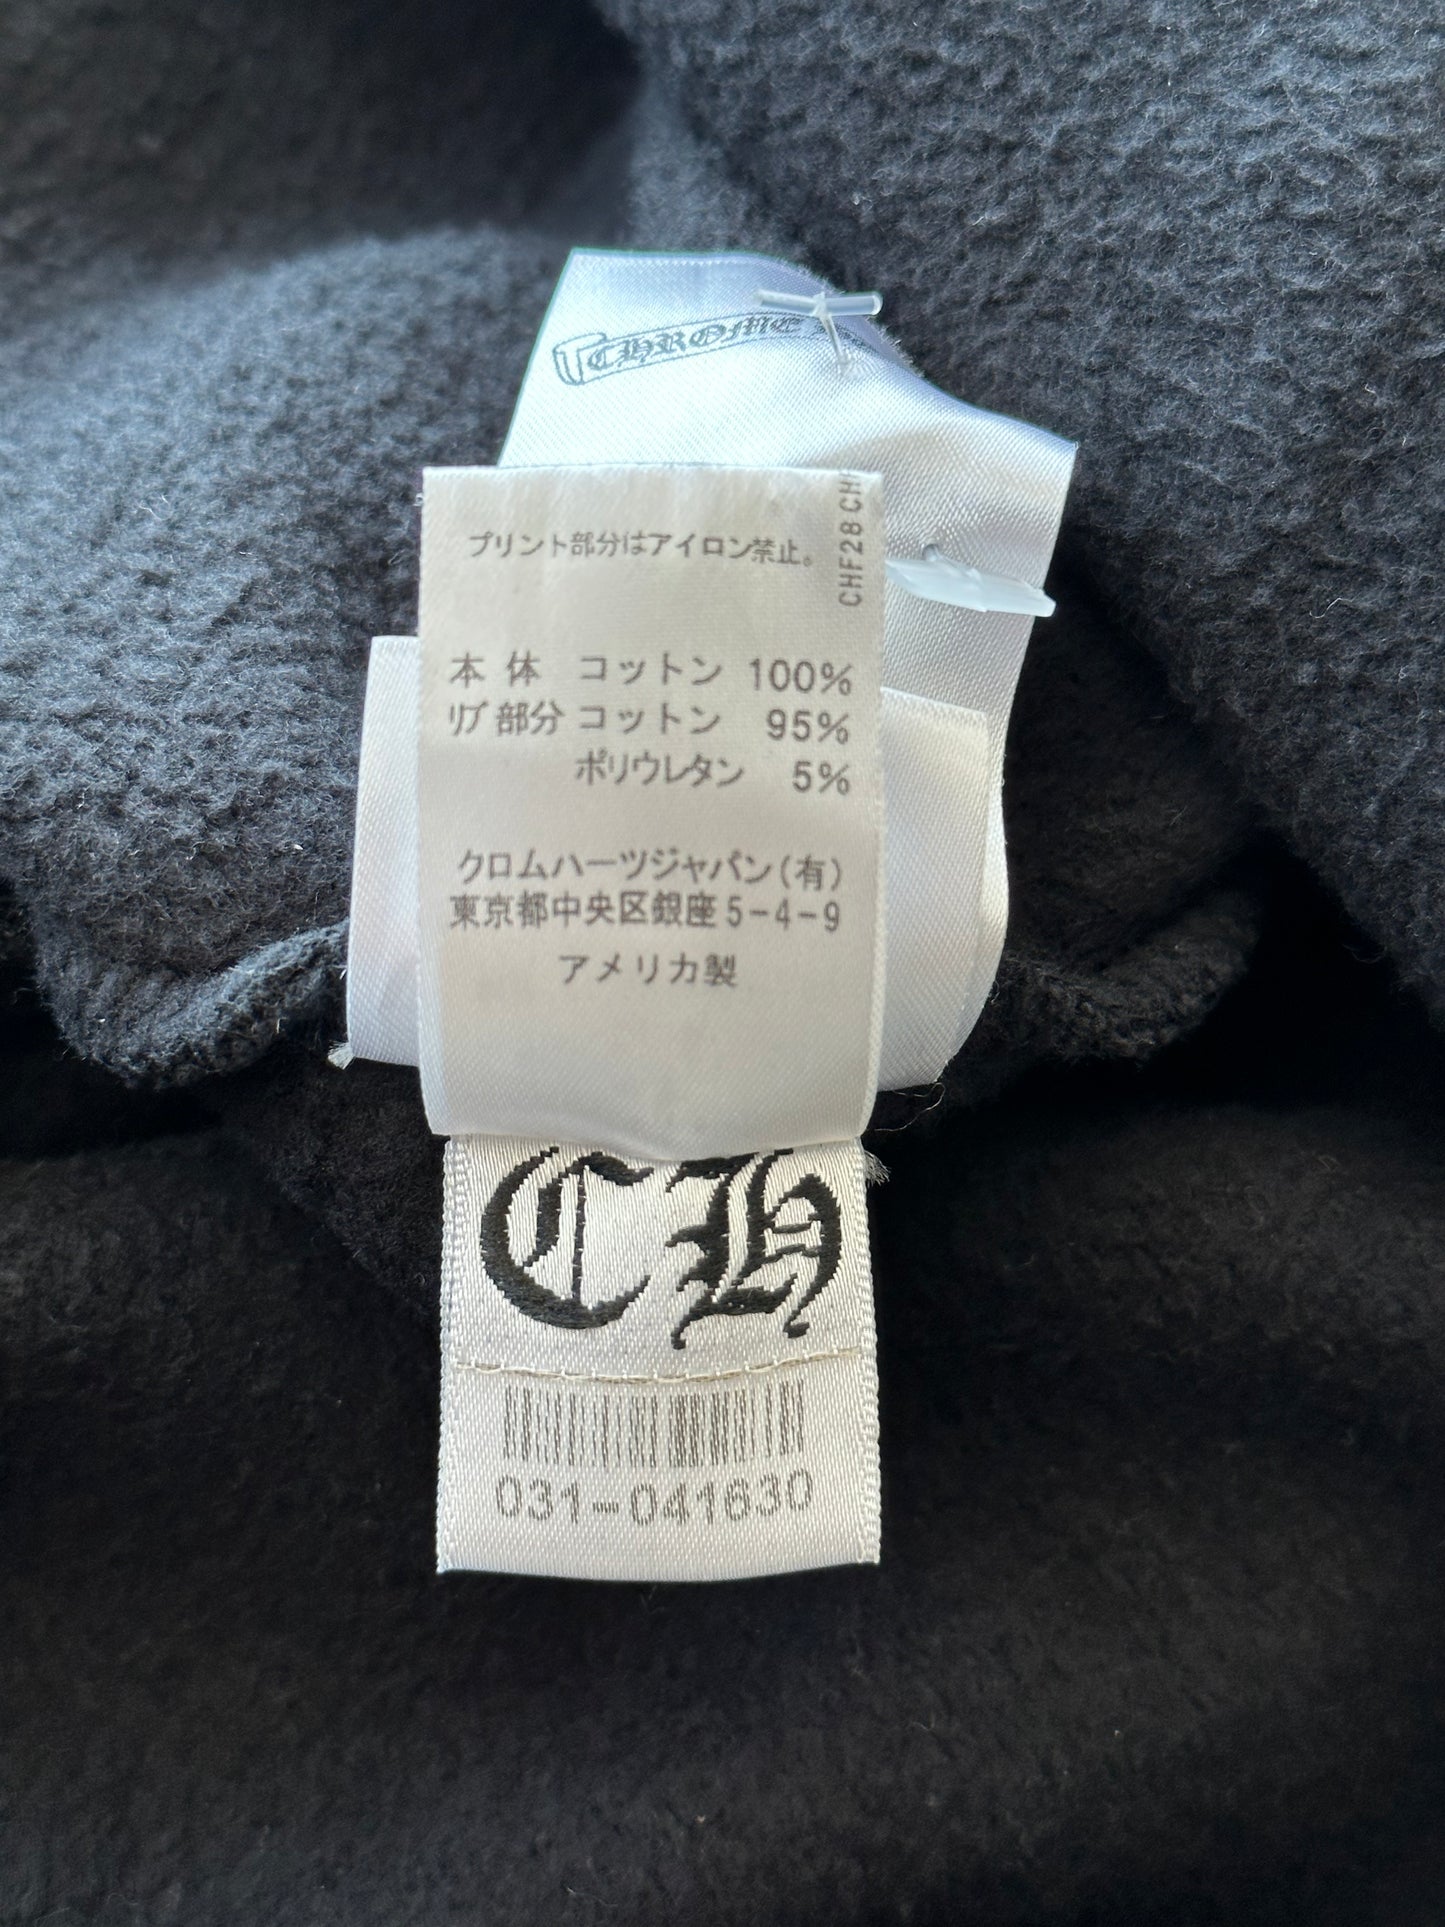 CHROME
プリント部分はアイロン禁止。
CHF28 CH
本体 コットン 100%
リブ部分 コットン 95%
ポリウレタン 5%
クロムハーツジャパン(有)
東京都中央区銀座5-4-9
アメリカ製
CH
031-041630